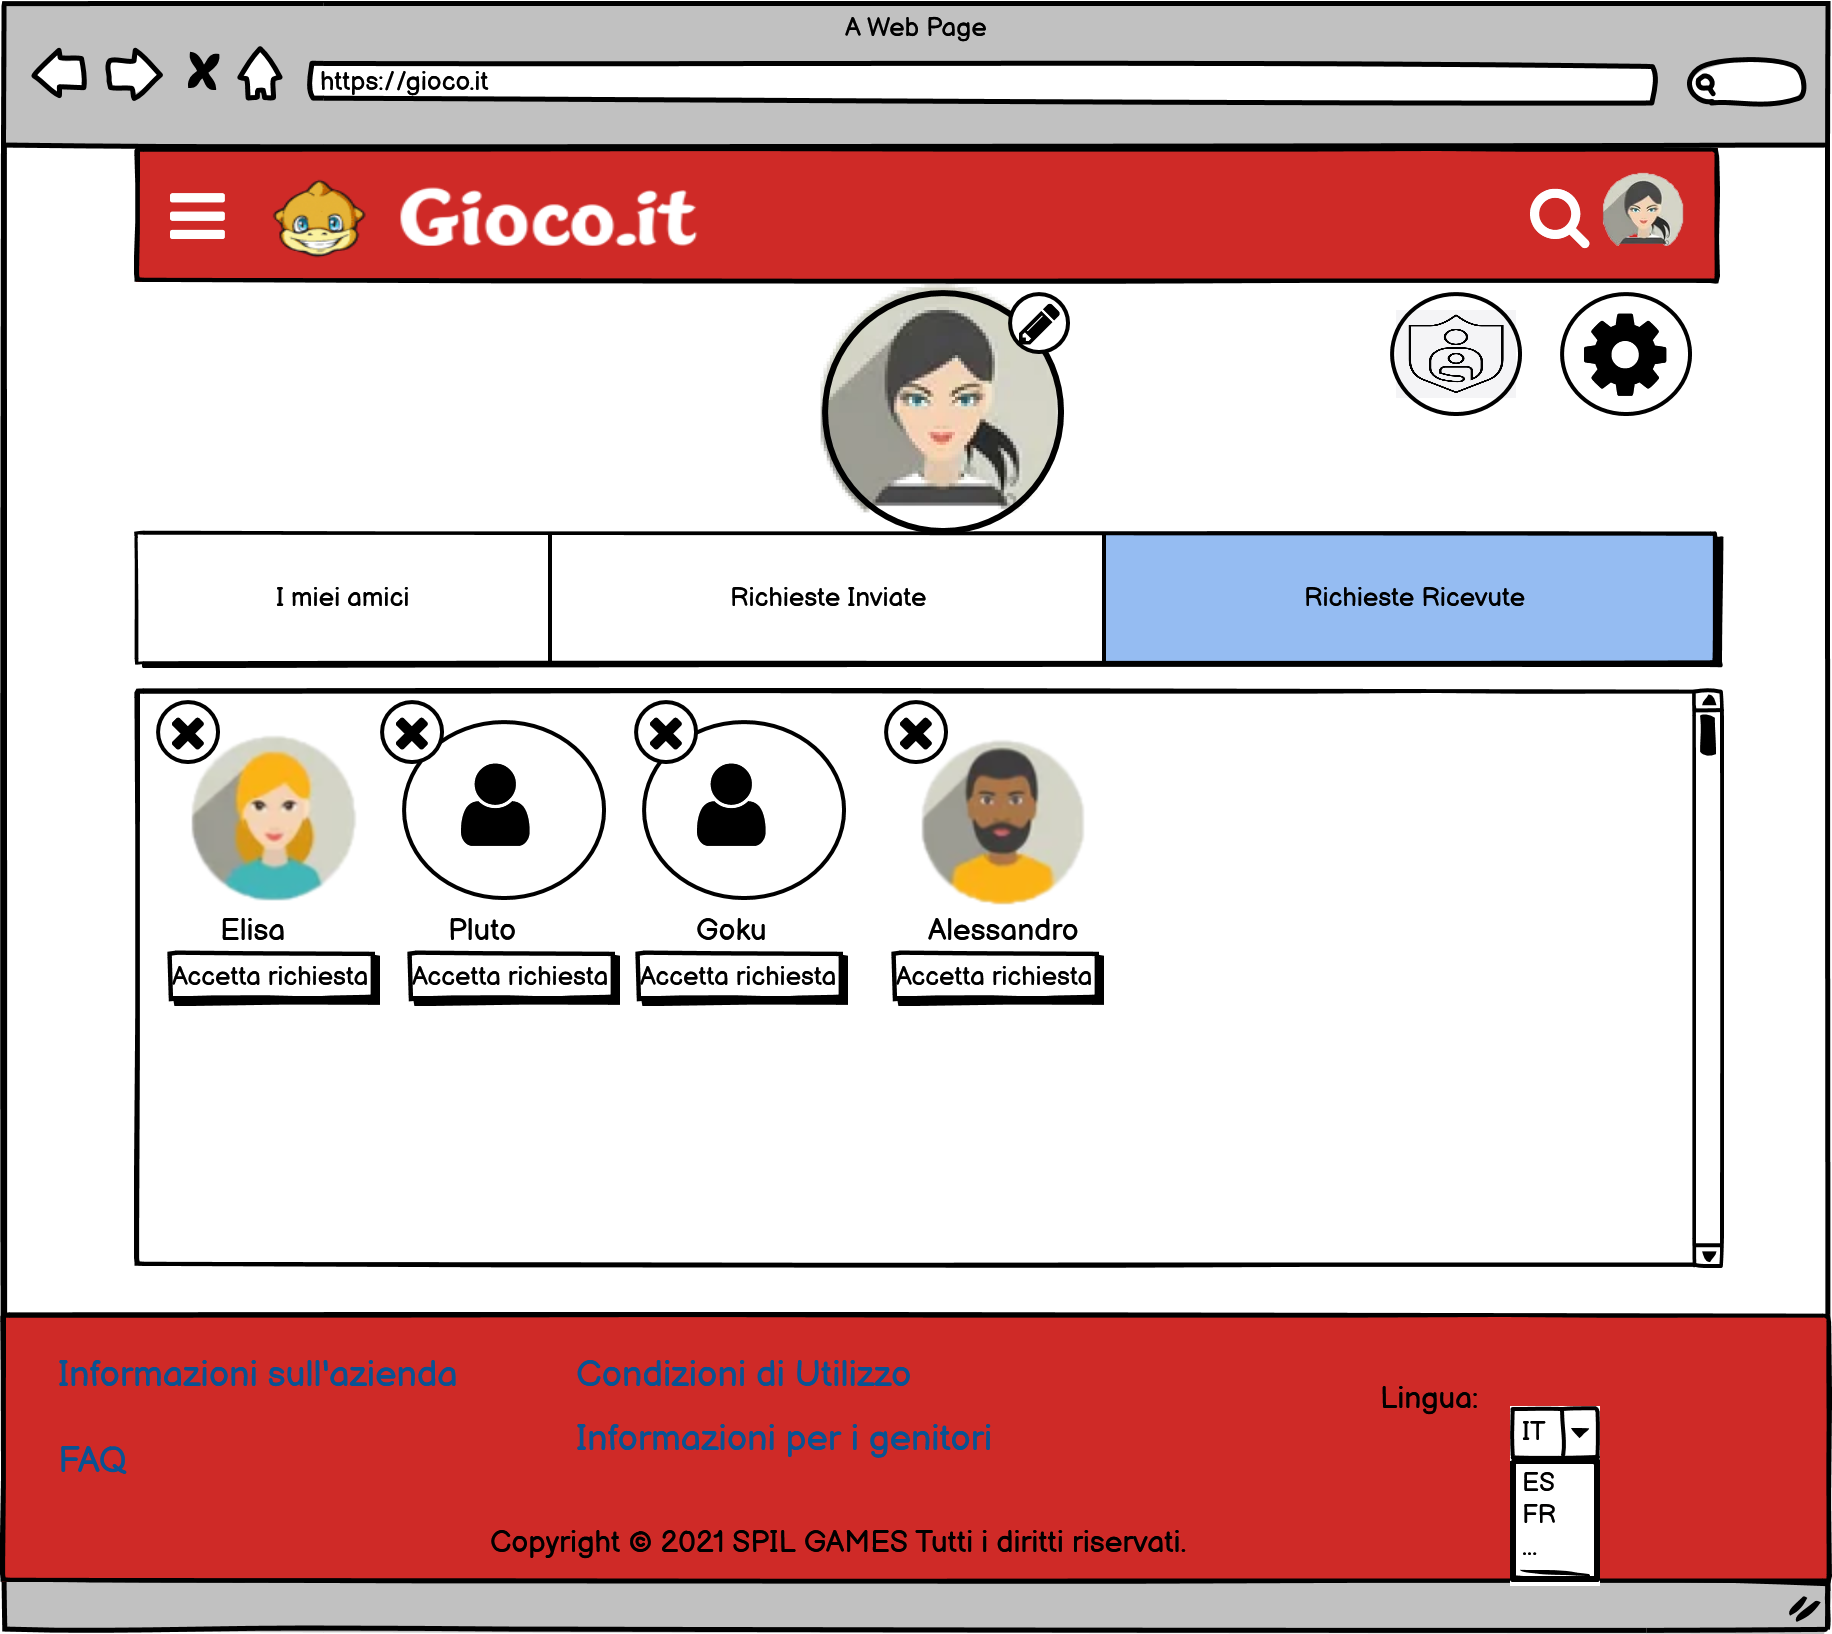 A Web Page
https://gioco.it
Gioco.it
I miei amici
Richieste Inviate
Richieste Ricevute
Elisa
Pluto
Goku
Alessandro
Accetta richiesta
Accetta richiesta
Accetta richiesta
Accetta richiesta
Informazioni sull'azienda
Condizioni di Utilizzo
Lingua:
IT
Informazioni per i genitori
FAQ
ES
FR
...
Copyright © 2021 SPIL GAMES Tutti i diritti riservati.